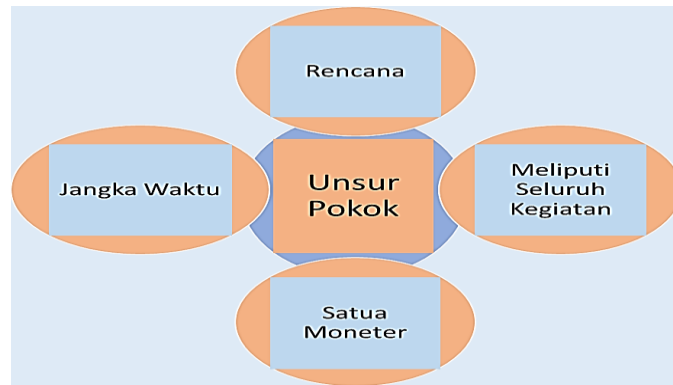 Rencana
Jangka Waktu
Unsur
Pokok
Meliputi
Seluruh
Kegiatan
Satua
Moneter